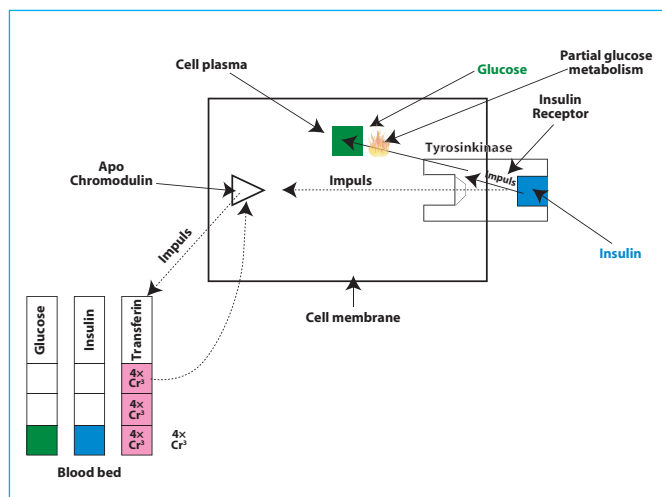 Cell plasma
Glucose
Partial glucose
metabolism
Insulin
Receptor
Tyrosinkinase
Apo
Chromodulin
Impuls
impuls
Insulin
Impuls
Cell membrane
Glucose
Insulin
Transferin
4×
Cr³
4×
Cr³
4×
Cr³
4×
Cr³
Blood bed